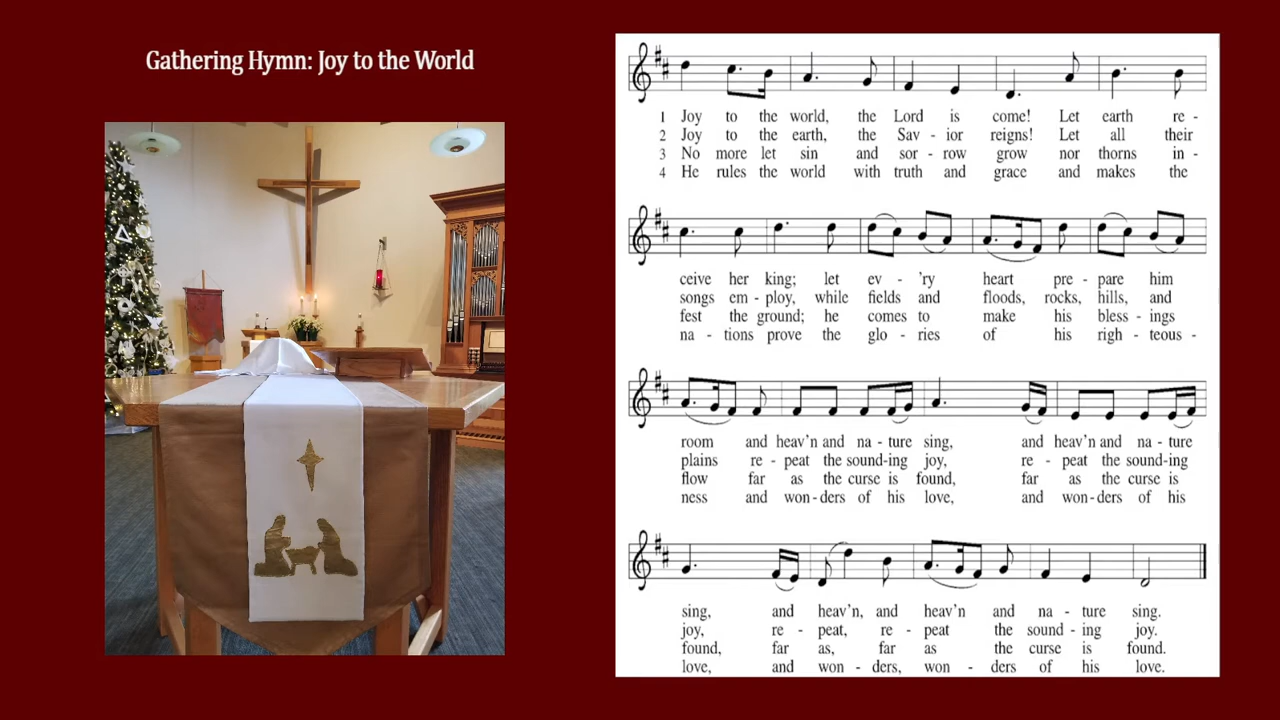 Gathering Hymn: Joy to the World
1 Joy to the world, the Lord is come! Let earth re -
2 Joy to the earth, the Sav - ior reigns! Let all their
3 No more let sin and sor - row grow nor thorns in -
4 He rules the world with truth and grace and makes the
ceive her king; let ev - 'ry heart pre - pare him
songs em - ploy, while fields and floods, rocks, hills, and
fest the ground; he comes to make his bless - ings
na - tions prove the glo - ries of his righ - teous -
room and heav'n and na - ture sing, and heav'n and na - ture
plains re - peat the sound-ing joy, re - peat the sound-ing
flow far as the curse is found, far as the curse is
ness and won - ders of his love, and won - ders of his
sing, and heav'n, and heav'n and na - ture sing.
joy, re - peat, re - peat the sound - ing joy.
found, far as, far as the curse is found.
love, and won - ders, won - ders of his love.